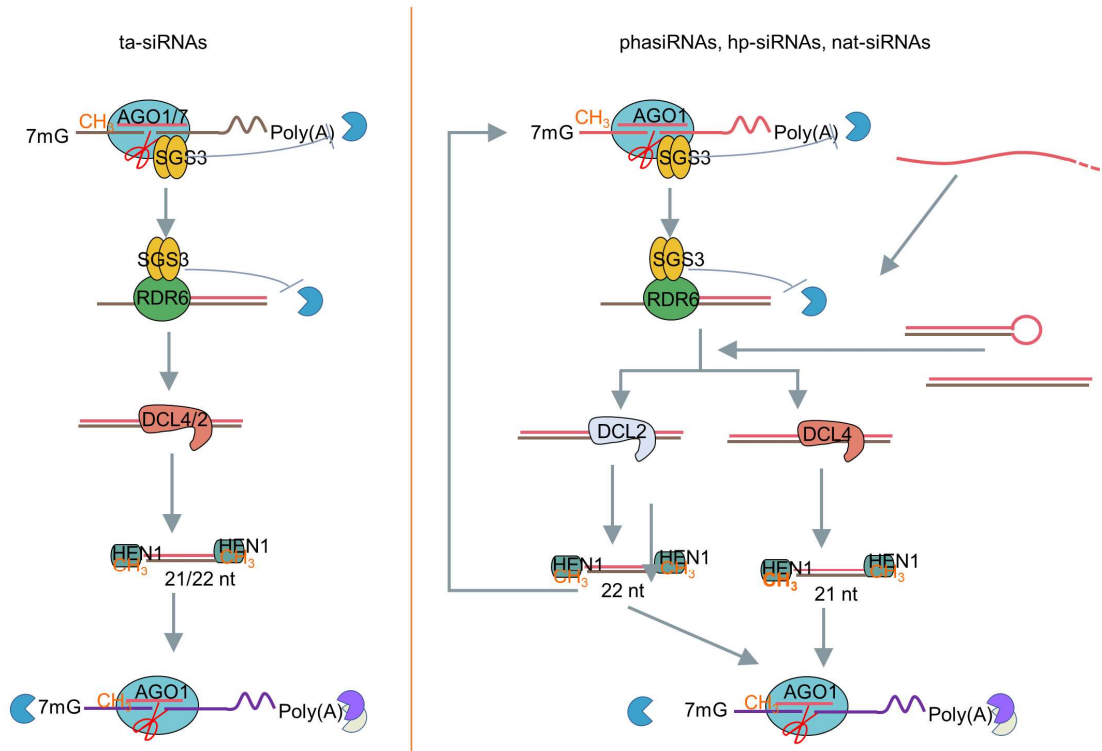 ta-siRNAs
CH3
AGO1/7
7mG
Poly(A)
SGS3
SGS3
RDR6
DCL4/2
HEN1
CH3
HEN1
CH3
21/22 nt
CH3
AGO1
7mG
Poly(A)
phasiRNAs, hp-siRNAs, nat-siRNAs
CH3
AGO1
7mG
Poly(A)
SGS3
SGS3
RDR6
DCL2
DCL4
HEN1
CH3
HEN1
CH3
22 nt
HEN1
CH3
HEN1
CH3
21 nt
CH3
AGO1
7mG
Poly(A)